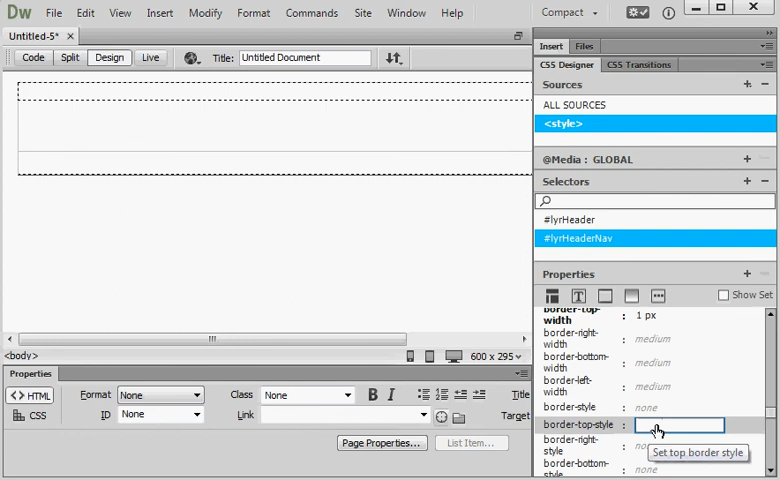 Dw File Edit View Insert Modify Format Commands Site Window Help Compact
Untitled-5* ×
Code Split Design Live Title: Untitled Document
Insert Files
CSS Designer CSS Transitions
Sources
ALL SOURCES
<style>
@Media : GLOBAL
Selectors
#lyrHeader
#lyrHeaderNav
Properties
Show Set
border-top-width : 1 px
border-right-
width : medium
border-bottom-
width : medium
border-left-
width : medium
border-style : none
border-top-style :
border-right-
style :
Set top border style
border-bottom-
style : none
<body> 600 x 295
Properties
<> HTML Format None Class None B I Title
CSS ID None Link Target
Page Properties... List Item...